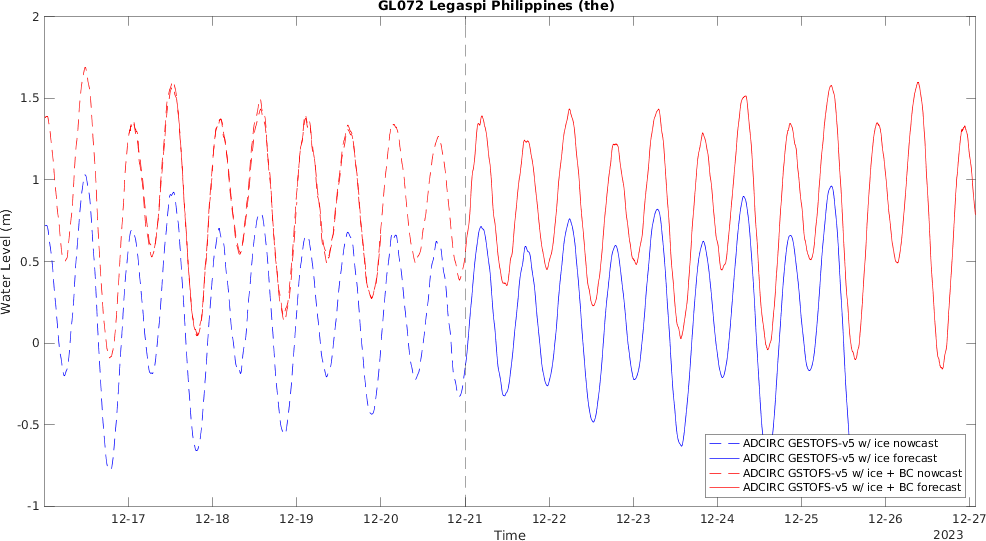 GL072 Legaspi Philippines (the)
Water Level (m)
2
1.5
1
0.5
0
-0.5
-1
12-17
12-18
12-19
12-20
12-21
12-22
12-23
12-24
12-25
12-26
12-27
Time
2023
ADCIRC GESTOFS-v5 w/ ice nowcast
ADCIRC GESTOFS-v5 w/ ice forecast
ADCIRC GSTOFS-v5 w/ ice + BC nowcast
ADCIRC GSTOFS-v5 w/ ice + BC forecast